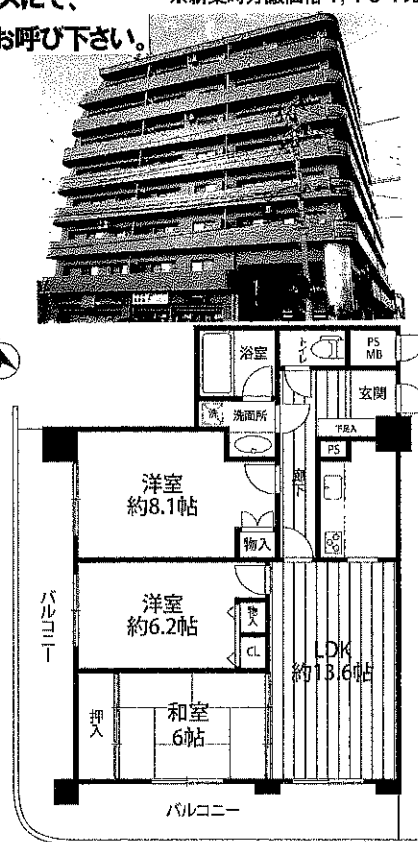 お呼び下さい。
浴室
トイレ
PS
MB
玄関
洗
洗面所
下足入
PS
廊下
洋室
約8.1帖
物入
洋室
約6.2帖
物入
CL
LDK
約13.6帖
バルコニー
押入
和室
6帖
バルコニー